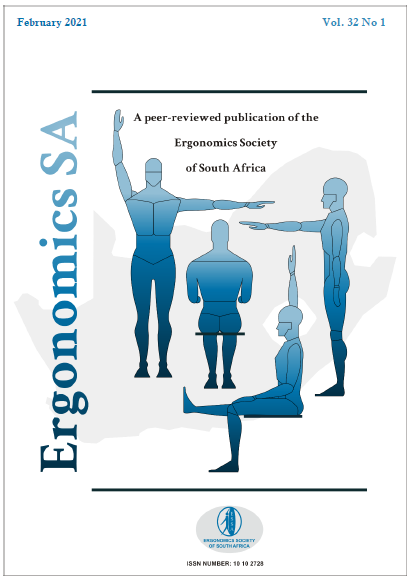 February 2021
Vol. 32 No 1
A peer-reviewed publication of the
Ergonomics Society
of South Africa
Ergonomics SA
ERGONOMICS SOCIETY
OF SOUTH AFRICA
ISSN NUMBER: 10 10 2728